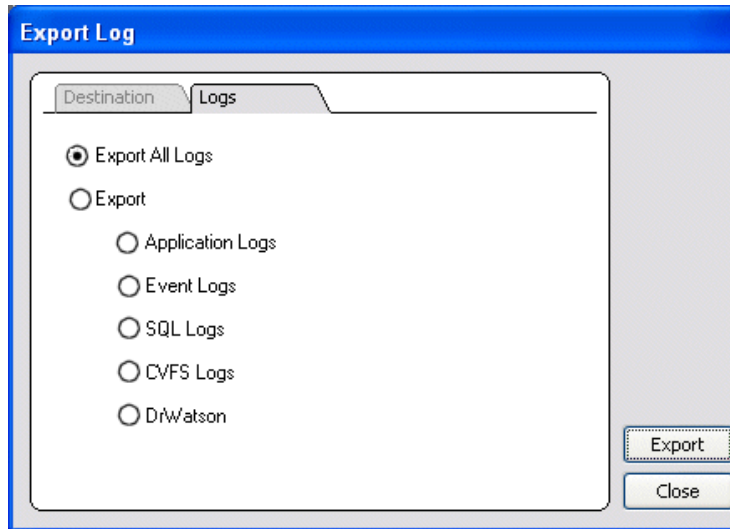 Export Log
Destination Logs
Export All Logs
Export
Application Logs
Event Logs
SQL Logs
CVFS Logs
DrWatson
Export
Close